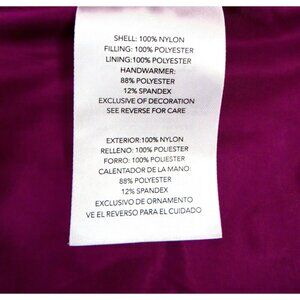 SHELL: 100% NYLON
FILLING: 100% POLYESTER
LINING:100% POLYESTER
HANDWARMER:
88% POLYESTER
12% SPANDEX
EXCLUSIVE OF DECORATION
SEE REVERSE FOR CARE
EXTERIOR:100% NYLON
RELLENO: 100% POLIESTER
FORRO: 100% POLIESTER
CALENTADOR DE LA MANO:
88% POLYESTER
12% SPANDEX
EXCLUSIVO DE ORNAMENTO
VE EL REVERSO PARA EL CUIDADO